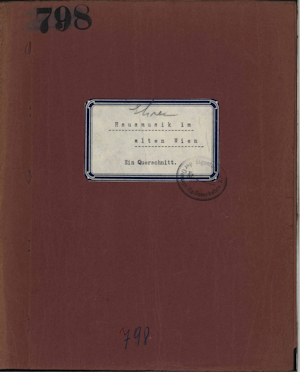 798
Hausmusik im
alten Wien
Ein Querschnitt.
798